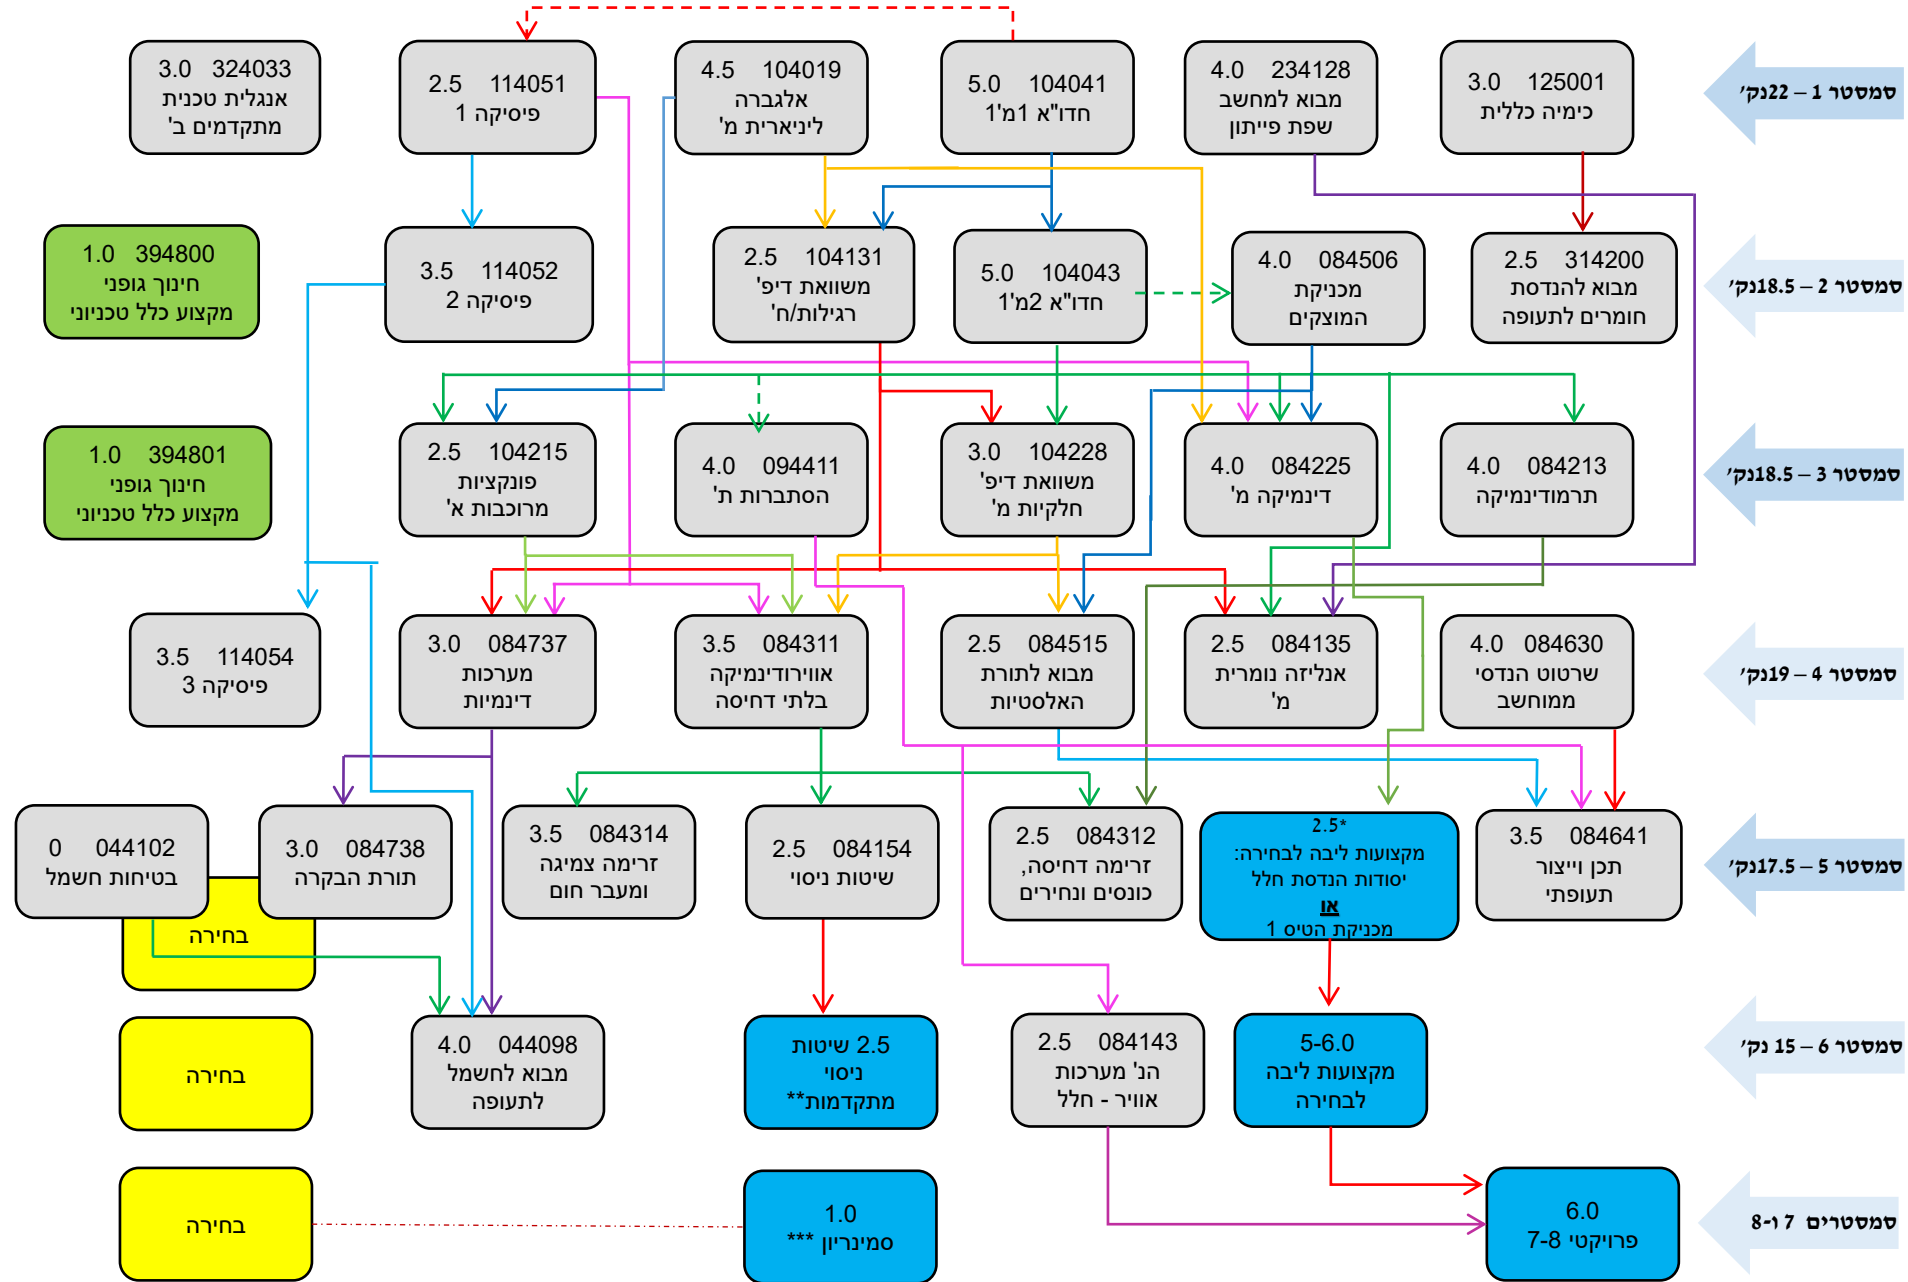 סמסטר 1 – 22נק'
125001 3.0
כימיה כללית
234128 4.0
מבוא למחשב
שפת פייתון
104041 5.0
חדו"א 1מ'1
104019 4.5
אלגברה
ליניארית מ'
114051 2.5
פיסיקה 1
324033 3.0
אנגלית טכנית
מתקדמים ב'
סמסטר 2 – 18.5נק'
314200 2.5
מבוא להנדסת
חומרים לתעופה
084506 4.0
מכניקת
המוצקים
104043 5.0
חדו"א 2מ'1
104131 2.5
משוואת דיפ'
רגילות/ח'
114052 3.5
פיסיקה 2
394800 1.0
חינוך גופני
מקצוע כלל טכניוני
סמסטר 3 – 18.5נק'
084213 4.0
תרמודינמיקה
084225 4.0
דינמיקה מ'
104228 3.0
משוואת דיפ'
חלקיות מ'
094411 4.0
הסתברות ת'
104215 2.5
פונקציות
מרוכבות א'
394801 1.0
חינוך גופני
מקצוע כלל טכניוני
סמסטר 4 – 19נק'
084630 4.0
שרטוט הנדסי
ממוחשב
084135 2.5
אנליזה נומרית
מ'
084515 2.5
מבוא לתורת
האלסטיות
084311 3.5
אווירודינמיקה
בלתי דחיסה
084737 3.0
מערכות
דינמיות
114054 3.5
פיסיקה 3
סמסטר 5 – 17.5נק'
084641 3.5
תכן וייצור
תעופתי
2.5*
מקצועות ליבה לבחירה:
יסודות הנדסת חלל
או
מכניקת הטיס 1
084312 2.5
זרימה דחיסה,
כונסים ונחירים
084154 2.5
שיטות ניסוי
084314 3.5
זרימה צמיגה
ומעבר חום
084738 3.0
תורת הבקרה
044102 0
בטיחות חשמל
בחירה
סמסטר 6 – 15 נק'
5-6.0
מקצועות ליבה
לבחירה
084143 2.5
הנ' מערכות
אוויר - חלל
2.5 שיטות
ניסוי
מתקדמות**
044098 4.0
מבוא לחשמל
לתעופה
בחירה
סמסטרים 7 ו-8
6.0
פרויקטי 7-8
1.0
סמינריון ***
בחירה